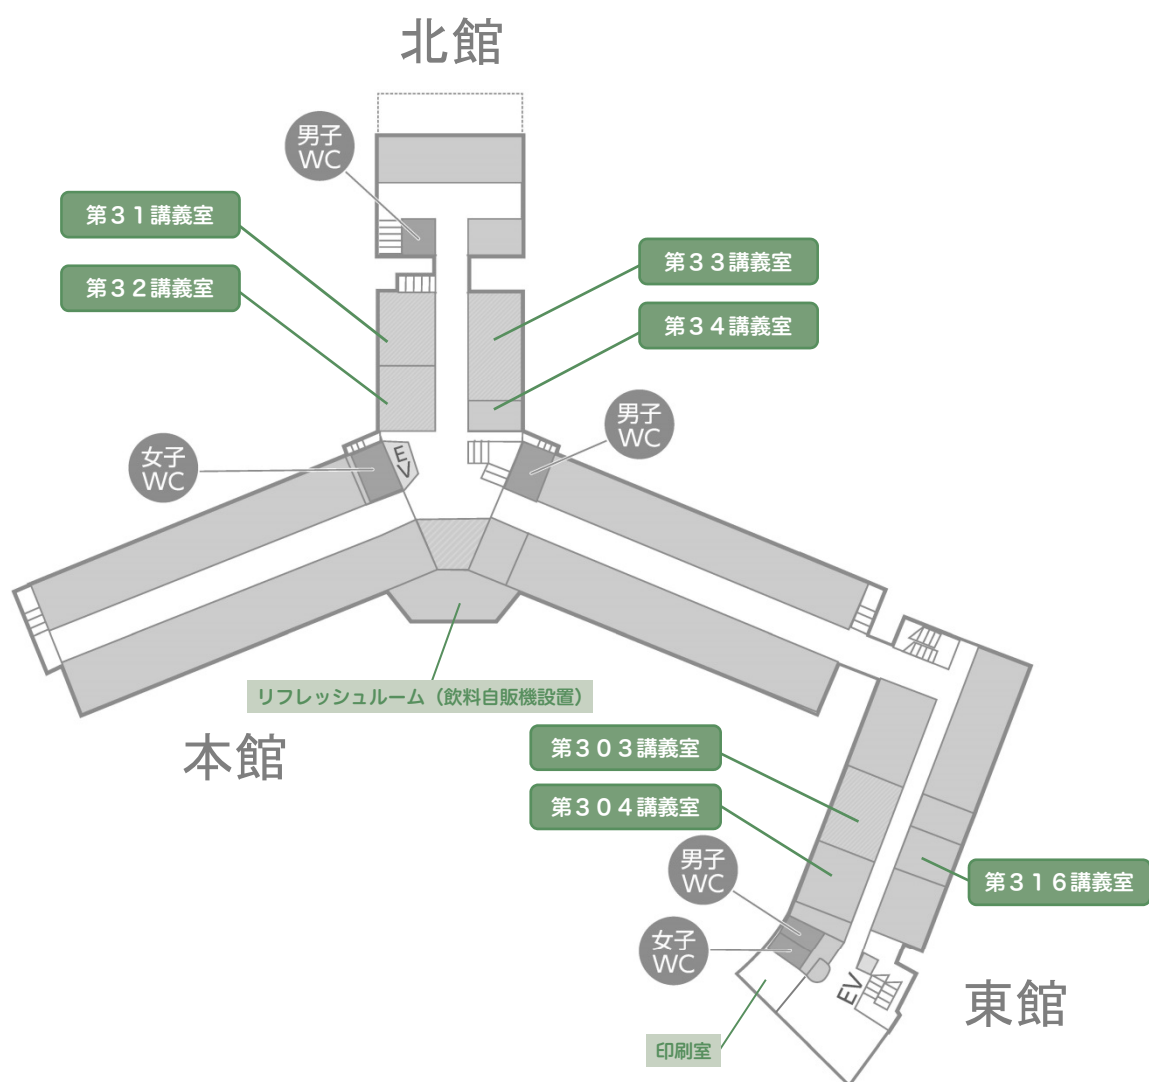 北館
男子
WC
第３１講義室
第３２講義室
第３３講義室
第３４講義室
男子
WC
女子
WC
EV
リフレッシュルーム（飲料自販機設置）
本館
第３０３講義室
第３０４講義室
男子
WC
第３１６講義室
女子
WC
EV
東館
印刷室